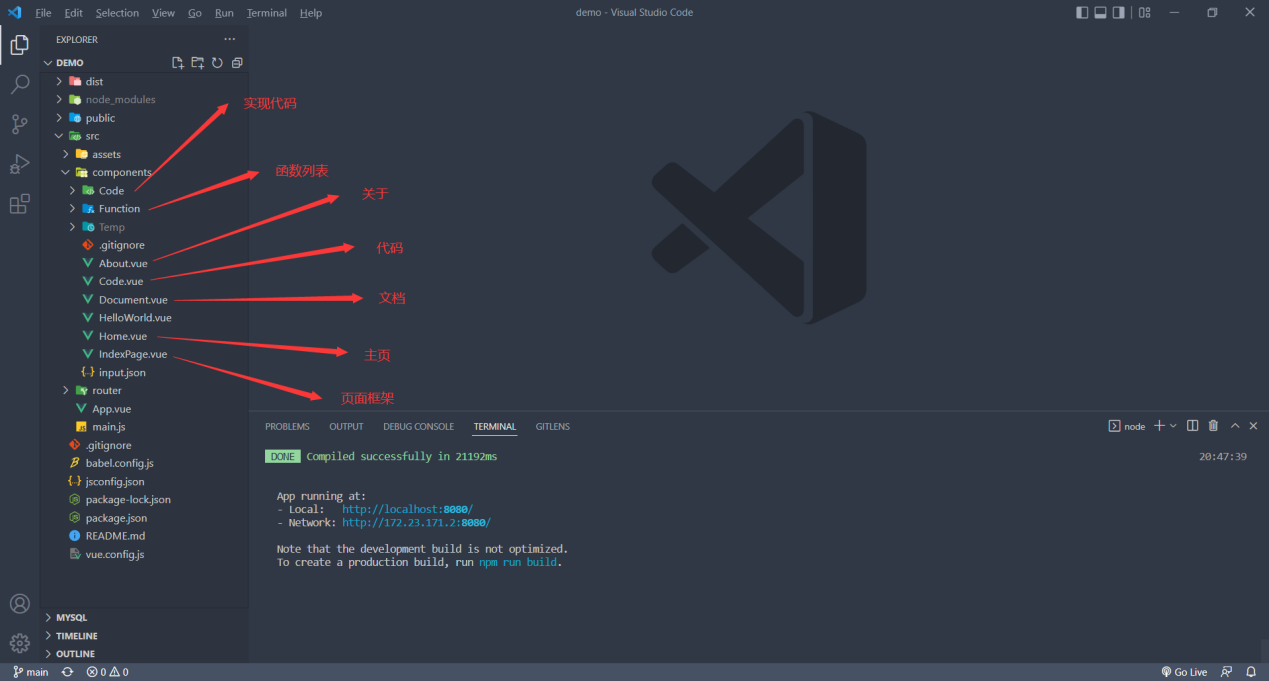 File Edit Selection View Go Run Terminal Help
demo - Visual Studio Code
EXPLORER
DEMO
dist
node_modules
public
src
assets
components
Code
Function
Temp
.gitignore
About.vue
Code.vue
Document.vue
HelloWorld.vue
Home.vue
IndexPage.vue
input.json
router
App.vue
main.js
.gitignore
babel.config.js
jsconfig.json
package-lock.json
package.json
README.md
vue.config.js
MYSQL
TIMELINE
OUTLINE
实现代码
函数列表
关于
代码
文档
主页
页面框架
PROBLEMS OUTPUT DEBUG CONSOLE TERMINAL GITLENS
node
DONE Compiled successfully in 21192ms
20:47:39
App running at:
- Local: http://localhost:8080/
- Network: http://172.23.171.2:8080/
Note that the development build is not optimized.
To create a production build, run npm run build.
main 0 0
Go Live